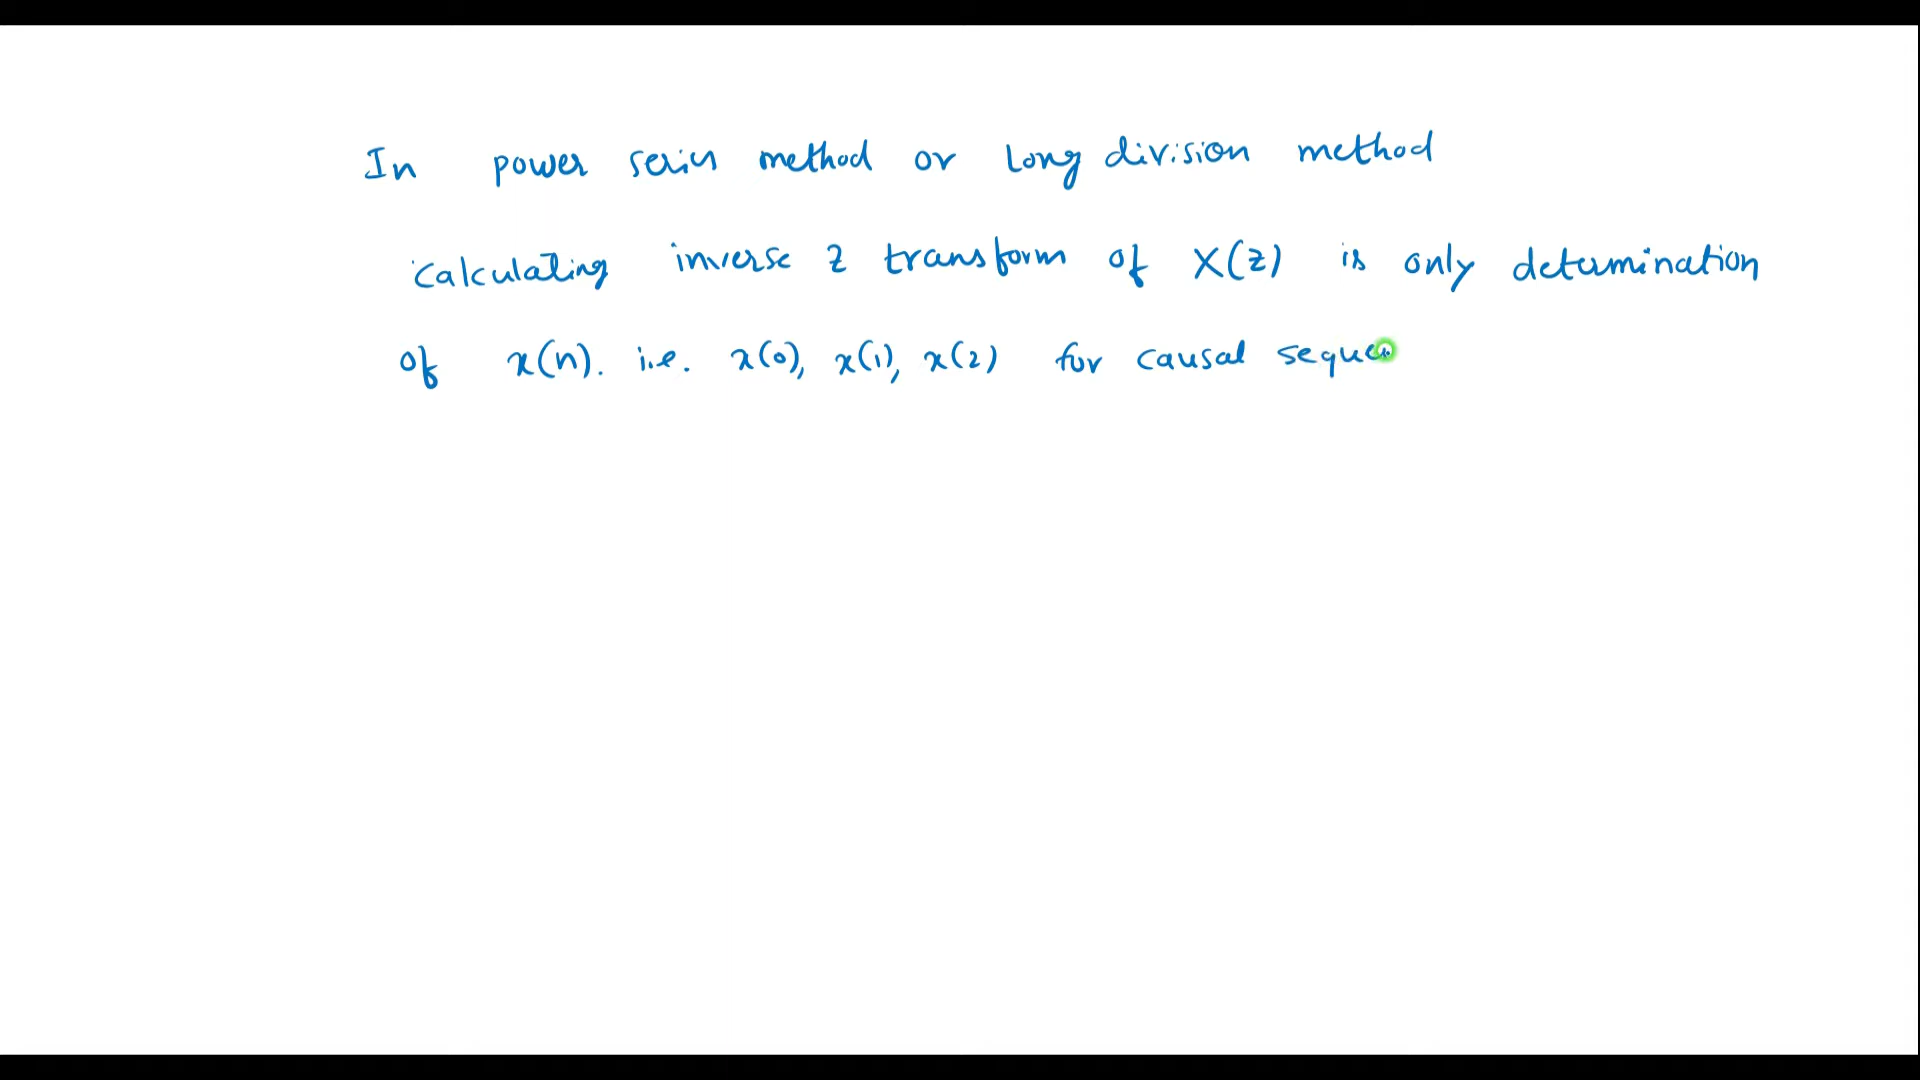 In power series method or Long division method
calculating inverse z transform of X(z) is only determination
of x(n). i.e. x(0), x(1), x(2) for causal seque